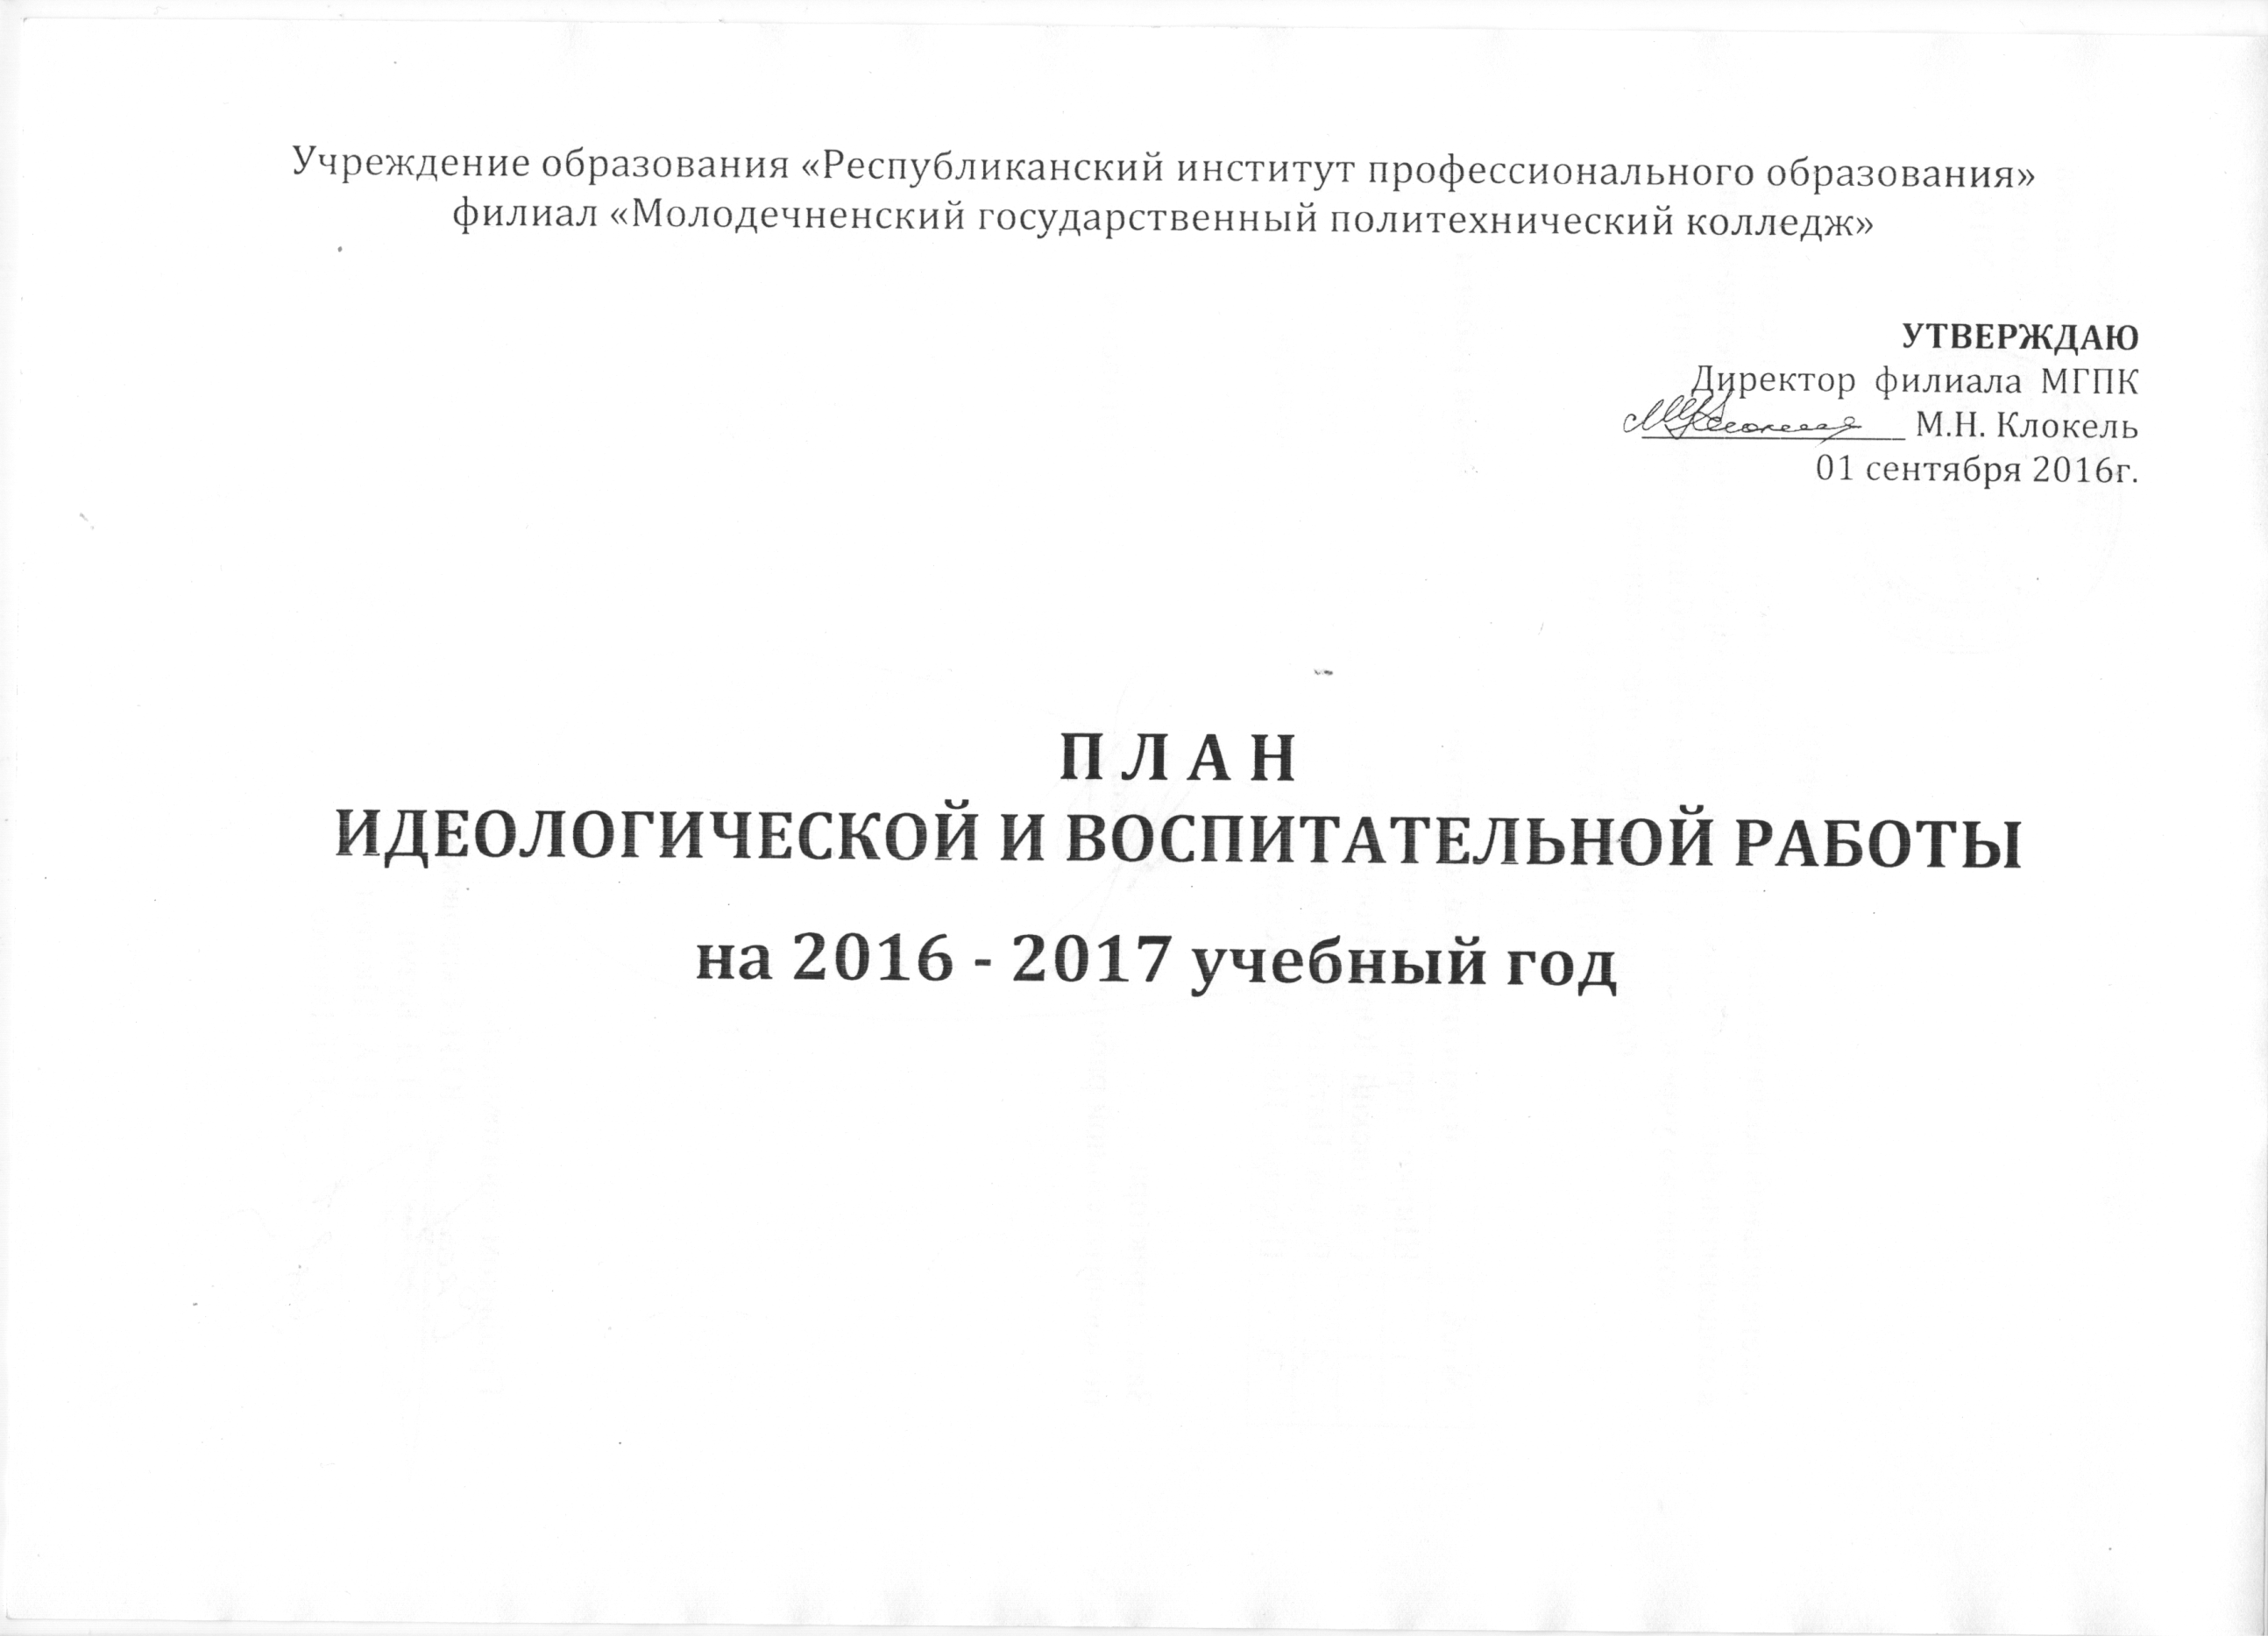 Учреждение образования «Республиканский институт профессионального образования»
филиал «Молодечненский государственный политехнический колледж»
УТВЕРЖДАЮ
Директор филиала МГПК
М.Н. Клокель
01 сентября 2016г.
П Л А Н
ИДЕОЛОГИЧЕСКОЙ И ВОСПИТАТЕЛЬНОЙ РАБОТЫ
на 2016 - 2017 учебный год